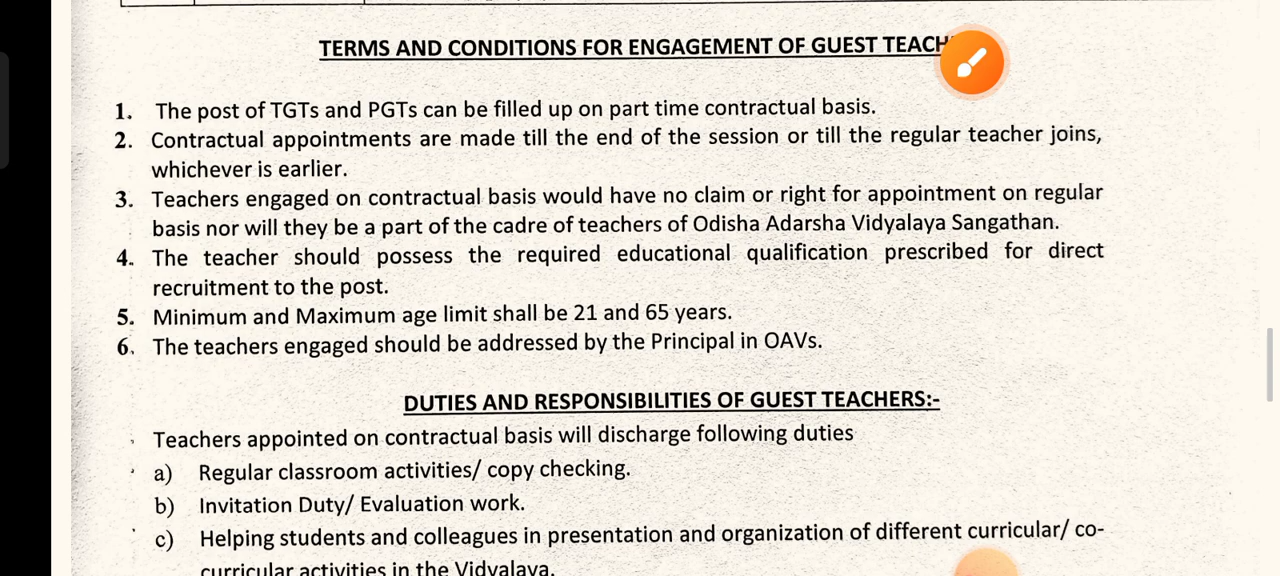 TERMS AND CONDITIONS FOR ENGAGEMENT OF GUEST
1. The post of TGTs and PGTs can be filled up on part time contractual basis.
2. Contractual appointments are made till the end of the session or till the regular teacher joins,
whichever is earlier.
3. Teachers engaged on contractual basis would have no claim or right for appointment on regular
basis nor will they be a part of the cadre of teachers of Odisha Adarsha Vidyalaya Sangathan.
4. The teacher should possess the required educational qualification prescribed for direct
recruitment to the post.
5. Minimum and Maximum age limit shall be 21 and 65 years.
6. The teachers engaged should be addressed by the Principal in OAVs.
DUTIES AND RESPONSIBILITIES OF GUEST TEACHERS:-
Teachers appointed on contractual basis will discharge following duties
a) Regular classroom activities/ copy checking.
b) Invitation Duty/ Evaluation work.
c) Helping students and colleagues in presentation and organization of different curricular/ co-
curricular activities in the Vidyalaya.